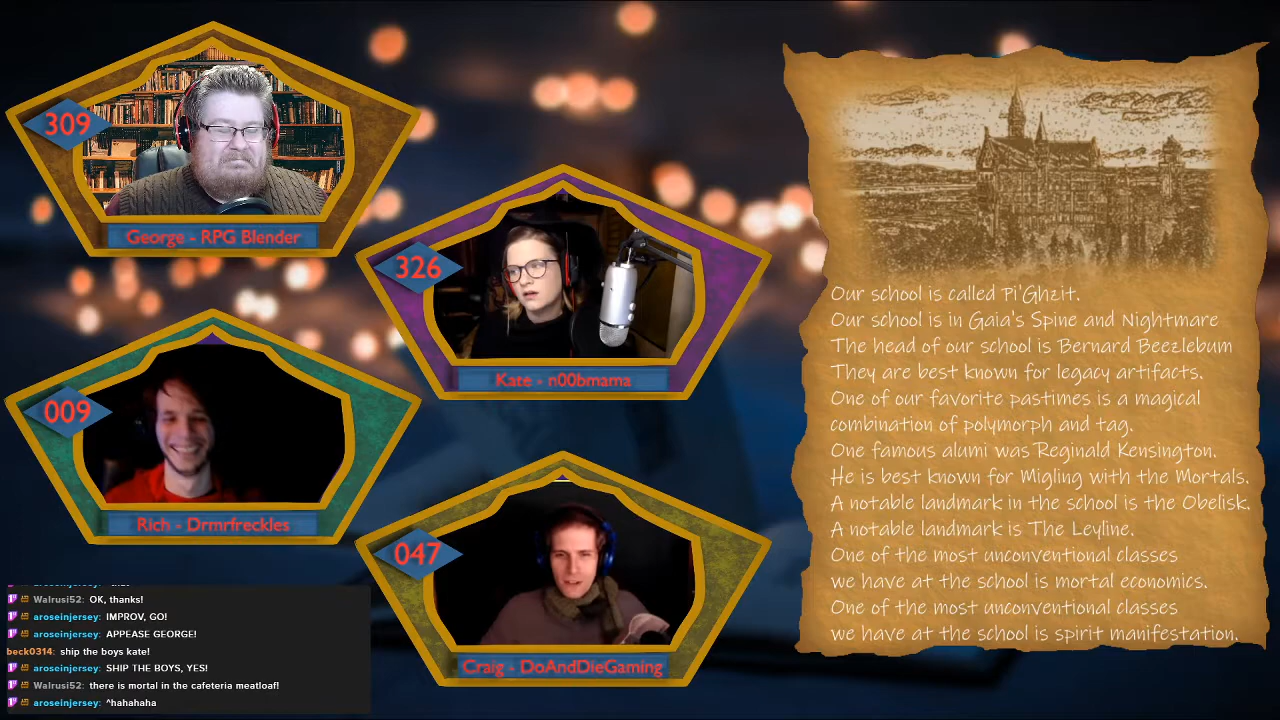 309
George - RPG Blender
326
Kate - n00bmama
009
Rich - Drmrfreckles
047
Craig - DoAndDieGaming
Our school is called Pi'Ghzit.
Our school is in Gaia's Spine and Nightmare
The head of our school is Bernard Beezlebum
They are best known for legacy artifacts.
One of our favorite pastimes is a magical
combination of polymorph and tag.
One famous alumi was Reginald Kensington.
He is best known for Migling with the Mortals.
A notable landmark in the school is the Obelisk.
A notable landmark is The Leyline.
One of the most unconventional classes
we have at the school is mortal economics.
One of the most unconventional classes
we have at the school is spirit manifestation.
aroseinjersey: ^that
Walrusi52: OK, thanks!
aroseinjersey: IMPROV, GO!
aroseinjersey: APPEASE GEORGE!
beck0314: ship the boys kate!
aroseinjersey: SHIP THE BOYS, YES!
Walrusi52: there is mortal in the cafeteria meatloaf!
aroseinjersey: ^hahahaha